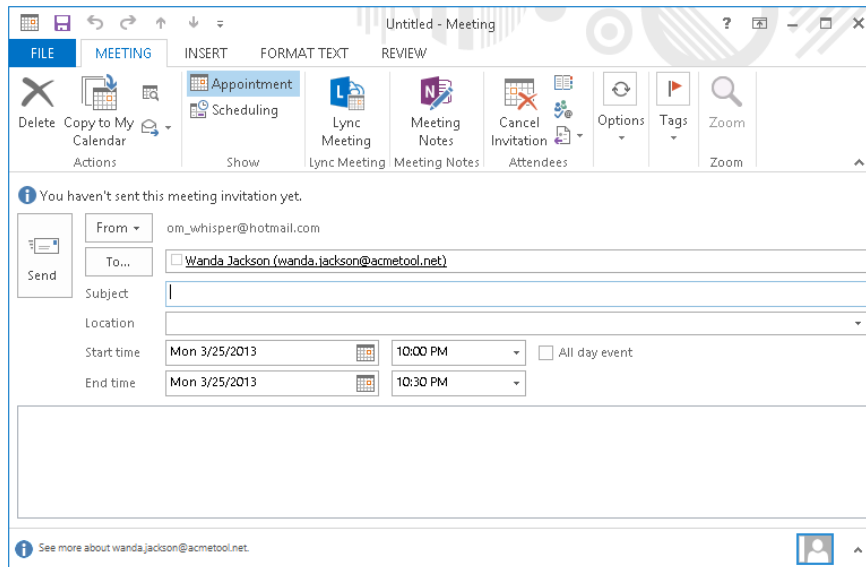 Untitled - Meeting
?
FILE MEETING INSERT FORMAT TEXT REVIEW
Delete
Copy to My Calendar
Actions
Appointment
Scheduling
Show
Lync Meeting
Lync Meeting
Meeting Notes
Meeting Notes
Cancel Invitation
Attendees
Options
Tags
Zoom
Zoom
You haven't sent this meeting invitation yet.
Send
From om_whisper@hotmail.com
To... Wanda Jackson (wanda.jackson@acmetool.net)
Subject
Location
Start time Mon 3/25/2013 10:00 PM All day event
End time Mon 3/25/2013 10:30 PM
See more about wanda.jackson@acmetool.net.